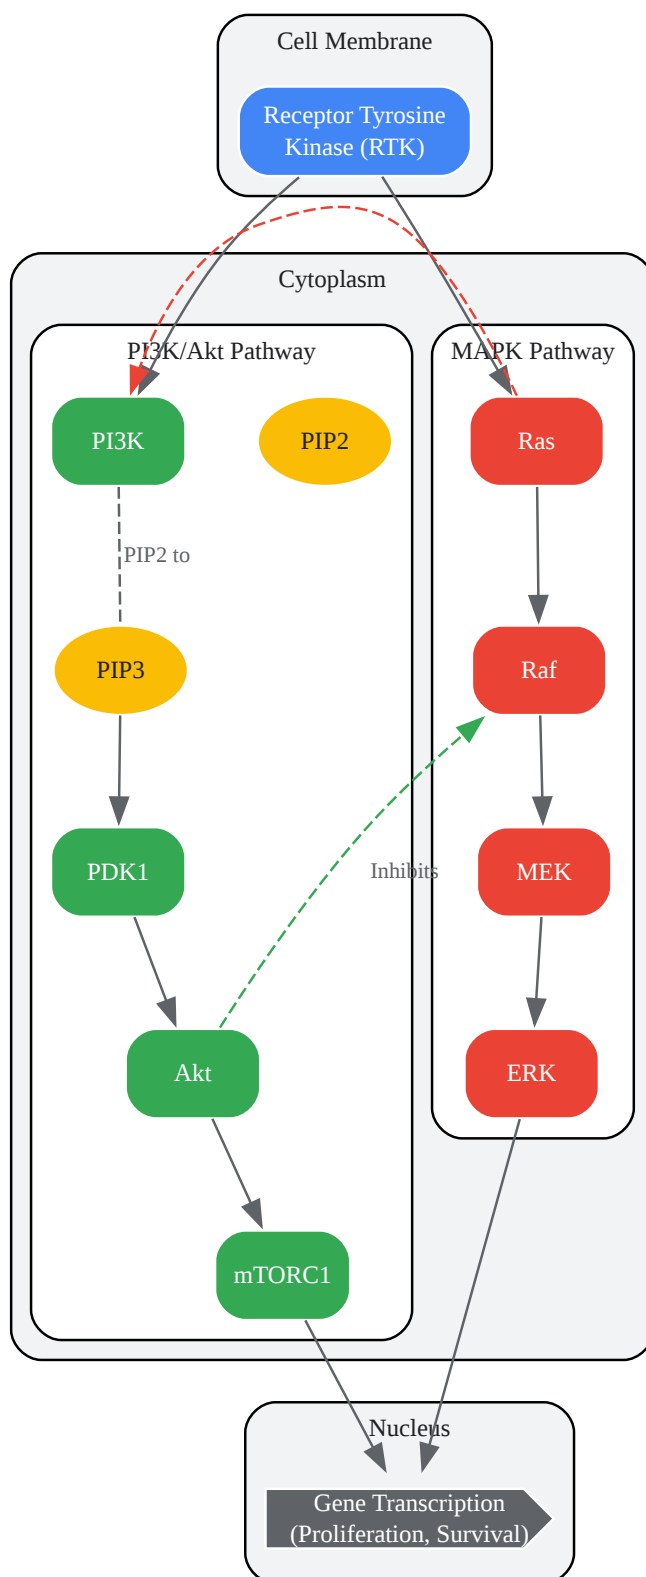 Cell Membrane
Receptor Tyrosine
Kinase (RTK)
Cytoplasm
PI3K/Akt Pathway
MAPK Pathway
PI3K
PIP2
Ras
PIP2 to
PIP3
Raf
PDK1
Inhibits
MEK
Akt
ERK
mTORC1
Nucleus
Gene Transcription
(Proliferation, Survival)